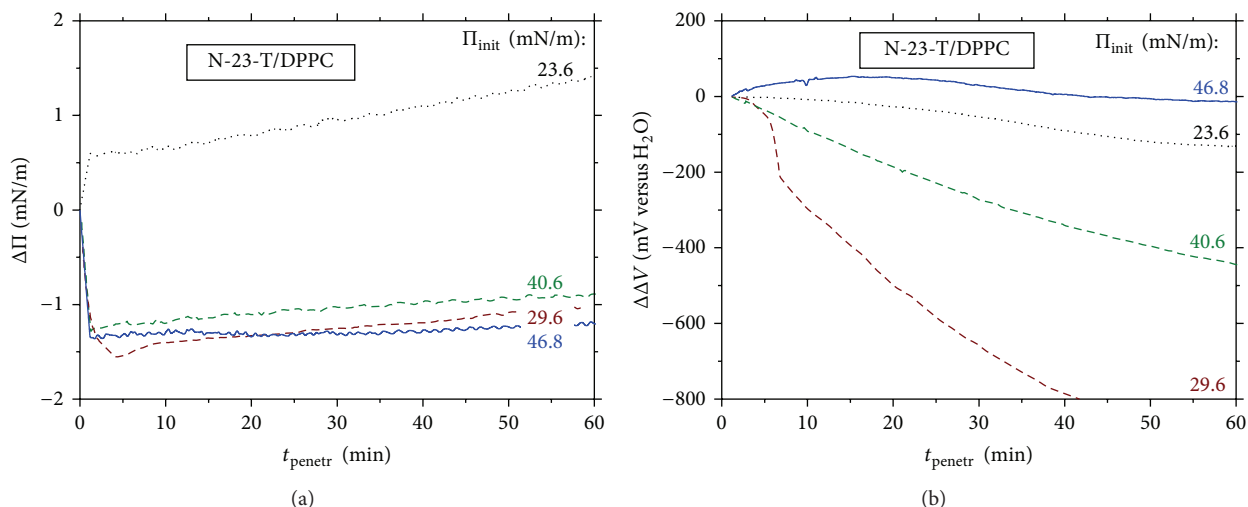 2
1
0
−1
−2
ΔΠ (mN/m)
N-23-T/DPPC
Π_init (mN/m):
23.6
40.6
29.6
46.8
0 10 20 30 40 50 60
t_penetr (min)
(a)
200
0
−200
−400
−600
−800
ΔΔV (mV versus H₂O)
N-23-T/DPPC
Π_init (mN/m):
46.8
23.6
40.6
29.6
0 10 20 30 40 50 60
t_penetr (min)
(b)